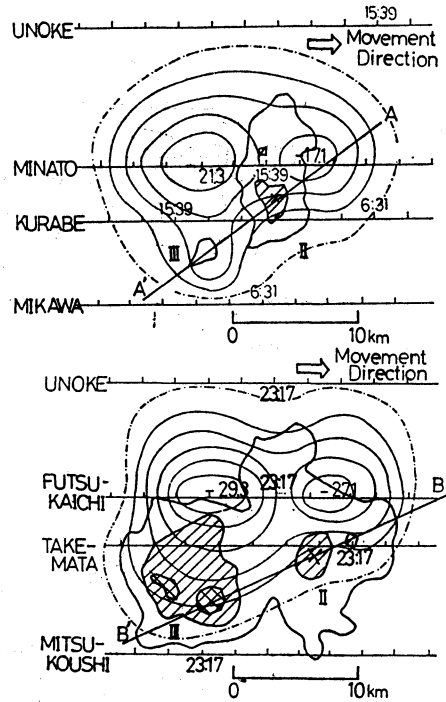 15:39
UNOKE
Movement
Direction
A
MINATO
-17.1
21.3
15:39
15:39
6:31
KURABE
III
II
A'
6:31
MIKAWA
0 10km
Movement
Direction
UNOKE
23:17
B
FUTSU-
KAICHI
-29.3
23:17
-27.1
TAKE-
MATA
23:17
II
B'
III
MITSU-
KOUSHI
23:17
0 10km